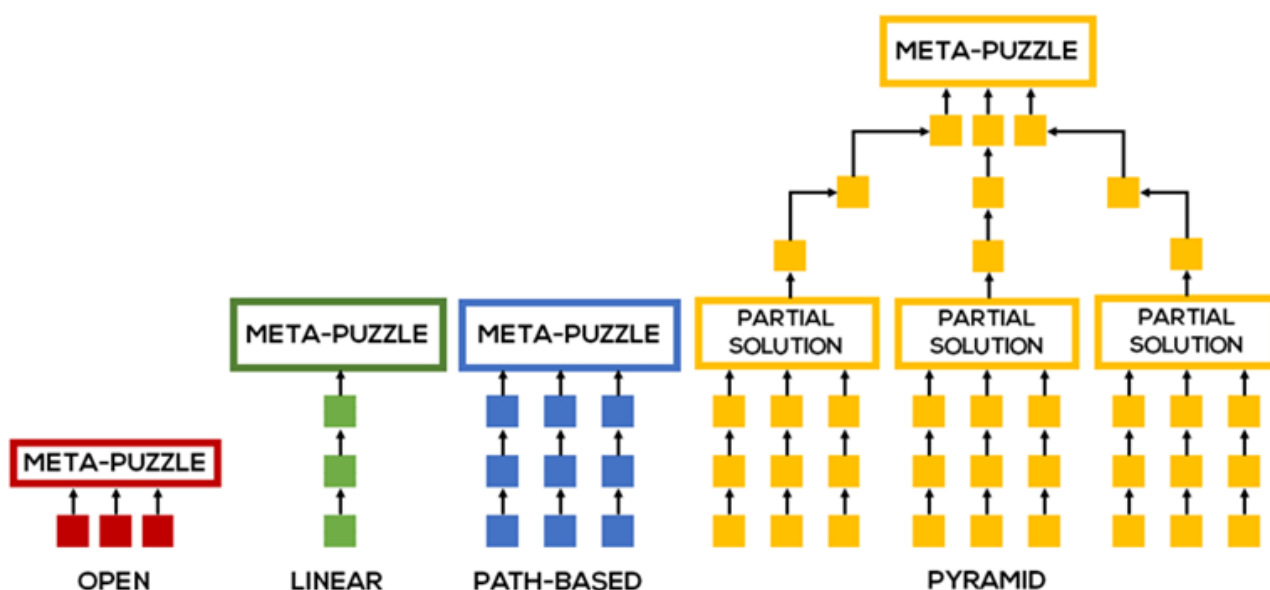 META-PUZZLE
META-PUZZLE
META-PUZZLE
PARTIAL
SOLUTION
PARTIAL
SOLUTION
PARTIAL
SOLUTION
META-PUZZLE
OPEN
LINEAR
PATH-BASED
PYRAMID